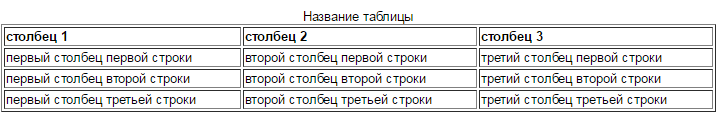 Название таблицы
столбец 1 столбец 2 столбец 3
первый столбец первой строки второй столбец первой строки третий столбец первой строки
первый столбец второй строки второй столбец второй строки третий столбец второй строки
первый столбец третьей строки второй столбец третьей строки третий столбец третьей строки